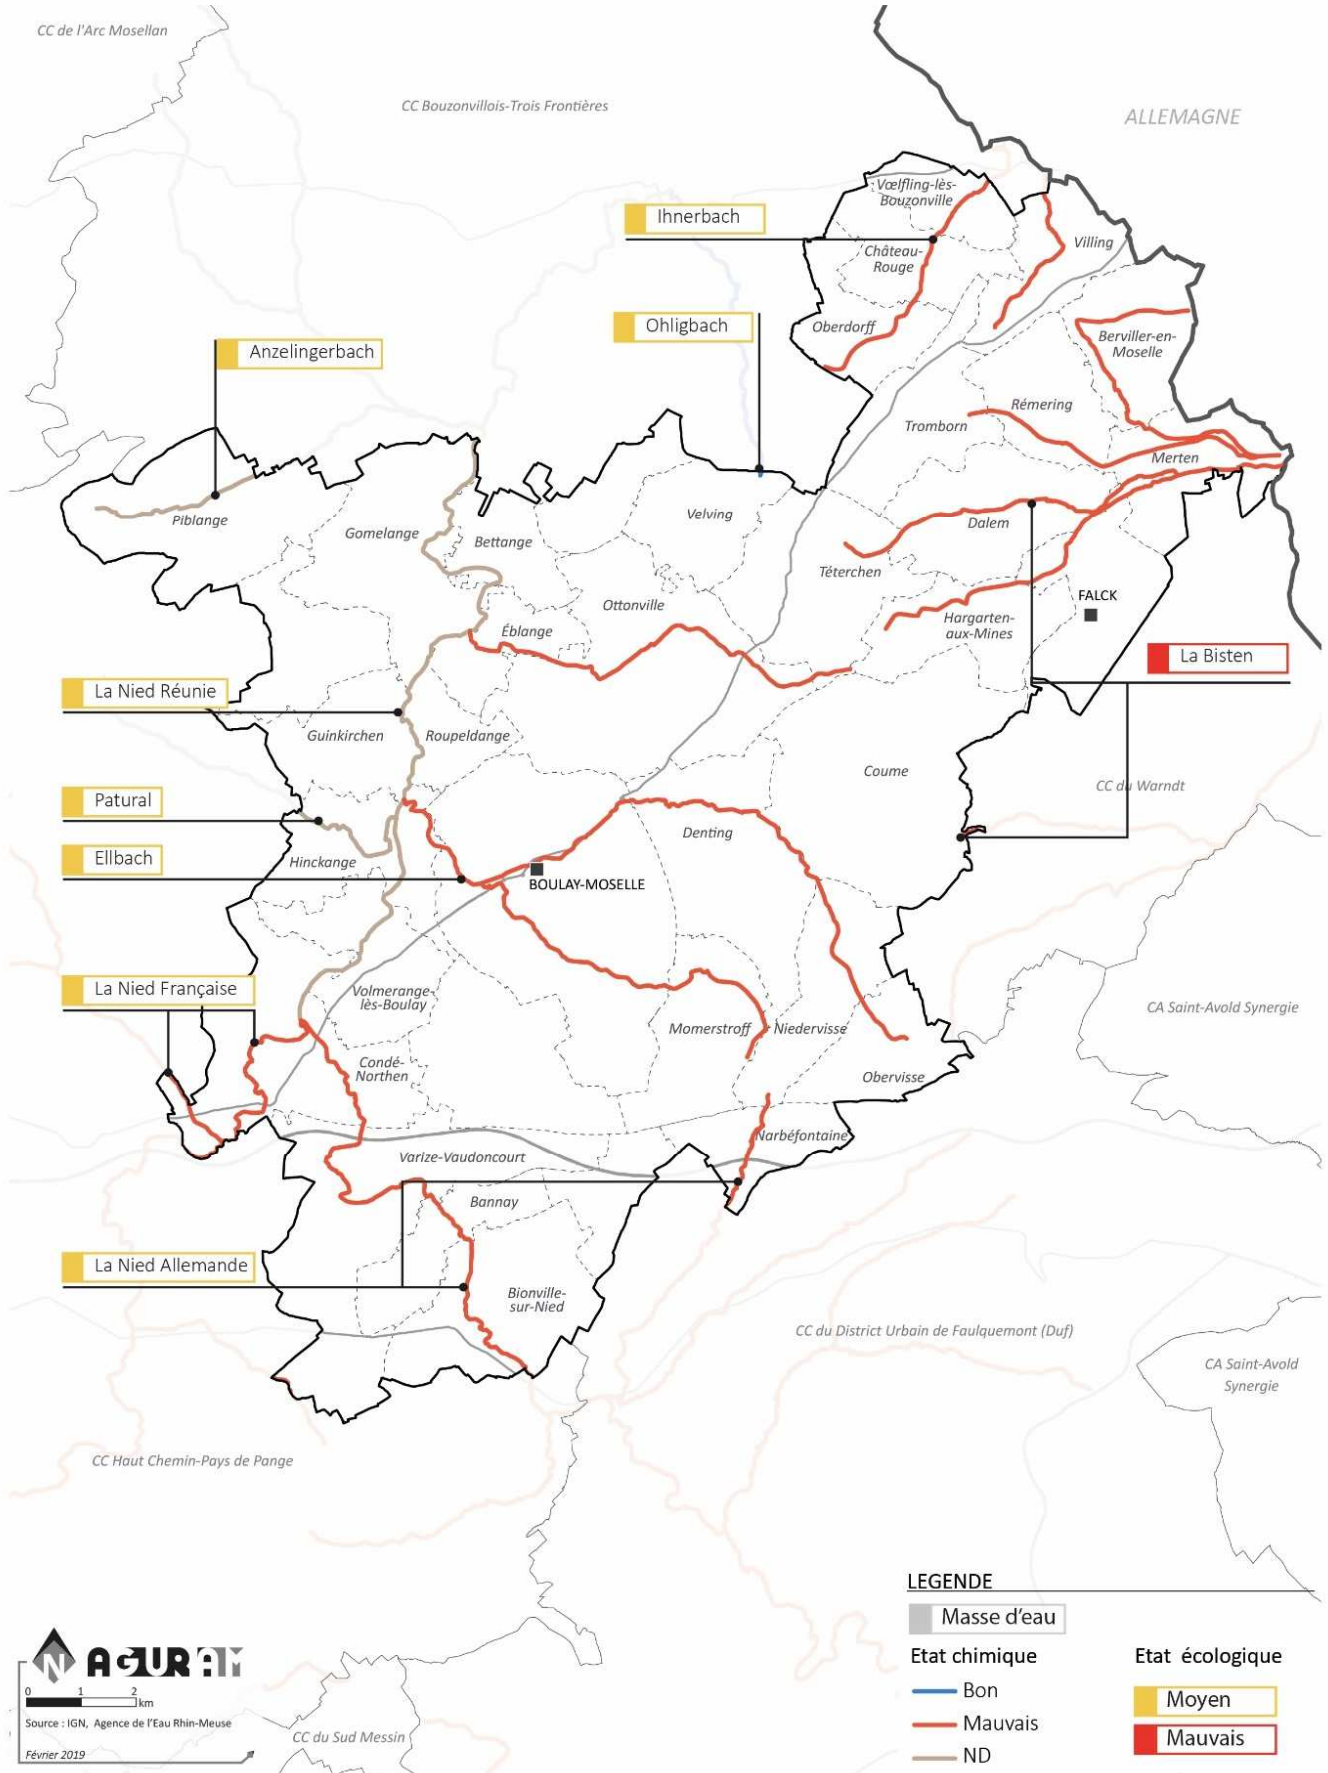 CC de l'Arc Mosellan
CC Bouzonvillois-Trois Frontières
ALLEMAGNE
Vœlfling-lès-
Bouzonville
Ihnerbach
Villing
Château-
Rouge
Ohligbach
Oberdorff
Berviller-en-
Moselle
Anzelingerbach
Rémering
Tromborn
Merten
Piblange
Velving
Dalem
Gomelange
Bettange
Téterchen
FALCK
Ottonville
Éblange
Hargarten-
aux-Mines
La Bisten
La Nied Réunie
Guinkirchen
Roupeldange
Coume
CC du Warndt
Patural
Denting
Ellbach
Hinckange
BOULAY-MOSELLE
La Nied Française
Volmerange-
lès-Boulay
CA Saint-Avold Synergie
Momerstroff
Niedervisse
Condé-
Northen
Obervisse
Narbéfontaine
Varize-Vaudoncourt
Bannay
La Nied Allemande
Bionville-
sur-Nied
CC du District Urbain de Faulquemont (Duf)
CA Saint-Avold
Synergie
CC Haut Chemin-Pays de Pange
LEGENDE
Masse d'eau
Etat chimique
Bon
Mauvais
ND
Etat écologique
Moyen
Mauvais
N AGURAM
0 1 2
km
Source : IGN, Agence de l'Eau Rhin-Meuse
Février 2019
CC du Sud Messin